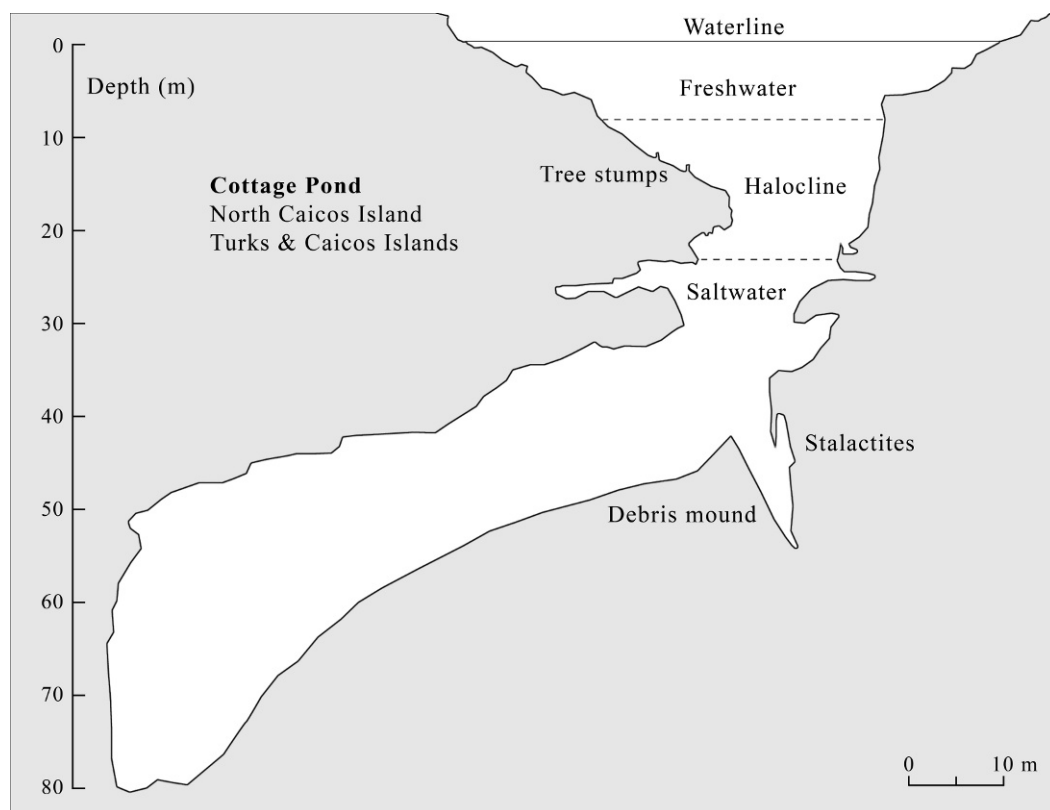 Waterline
0
Depth (m)
Freshwater
10
Tree stumps
Halocline
Cottage Pond
North Caicos Island
Turks & Caicos Islands
20
Saltwater
30
40
Stalactites
50
Debris mound
60
70
0 10 m
80